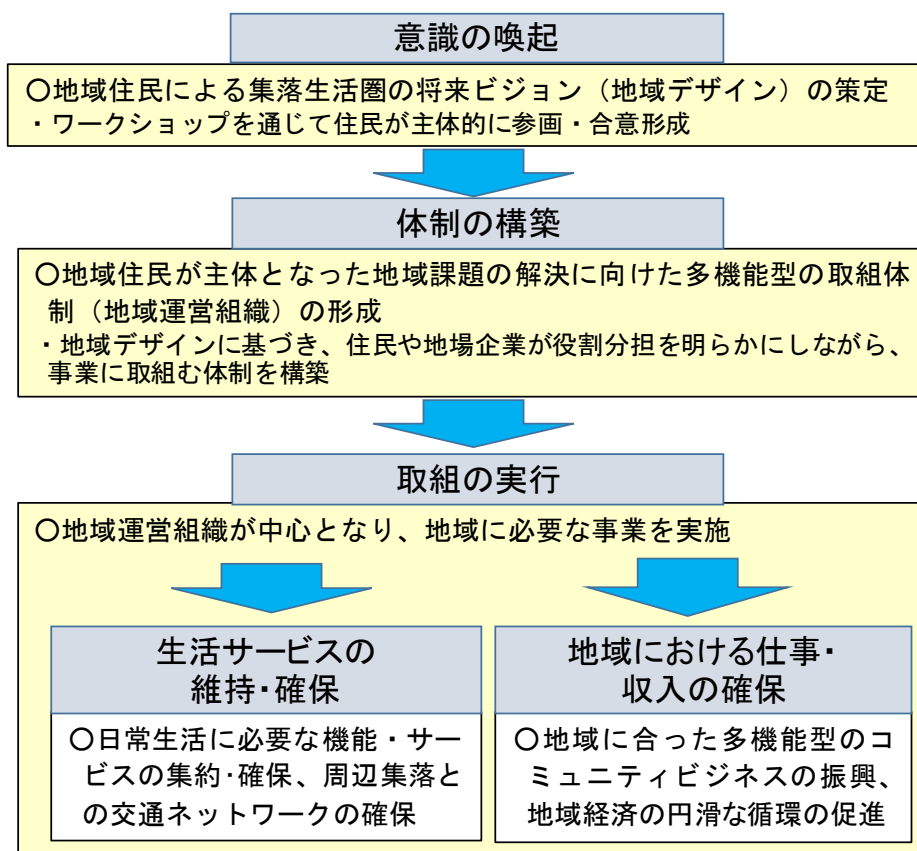 意識の喚起
〇地域住民による集落生活圏の将来ビジョン（地域デザイン）の策定
・ワークショップを通じて住民が主体的に参画・合意形成
体制の構築
〇地域住民が主体となった地域課題の解決に向けた多機能型の取組体
制（地域運営組織）の形成
・地域デザインに基づき、住民や地場企業が役割分担を明らかにしながら、
事業に取組む体制を構築
取組の実行
〇地域運営組織が中心となり、地域に必要な事業を実施
生活サービスの
維持・確保
〇日常生活に必要な機能・サー
ビスの集約・確保、周辺集落と
の交通ネットワークの確保
地域における仕事・
収入の確保
〇地域に合った多機能型のコ
ミュニティビジネスの振興、
地域経済の円滑な循環の促進